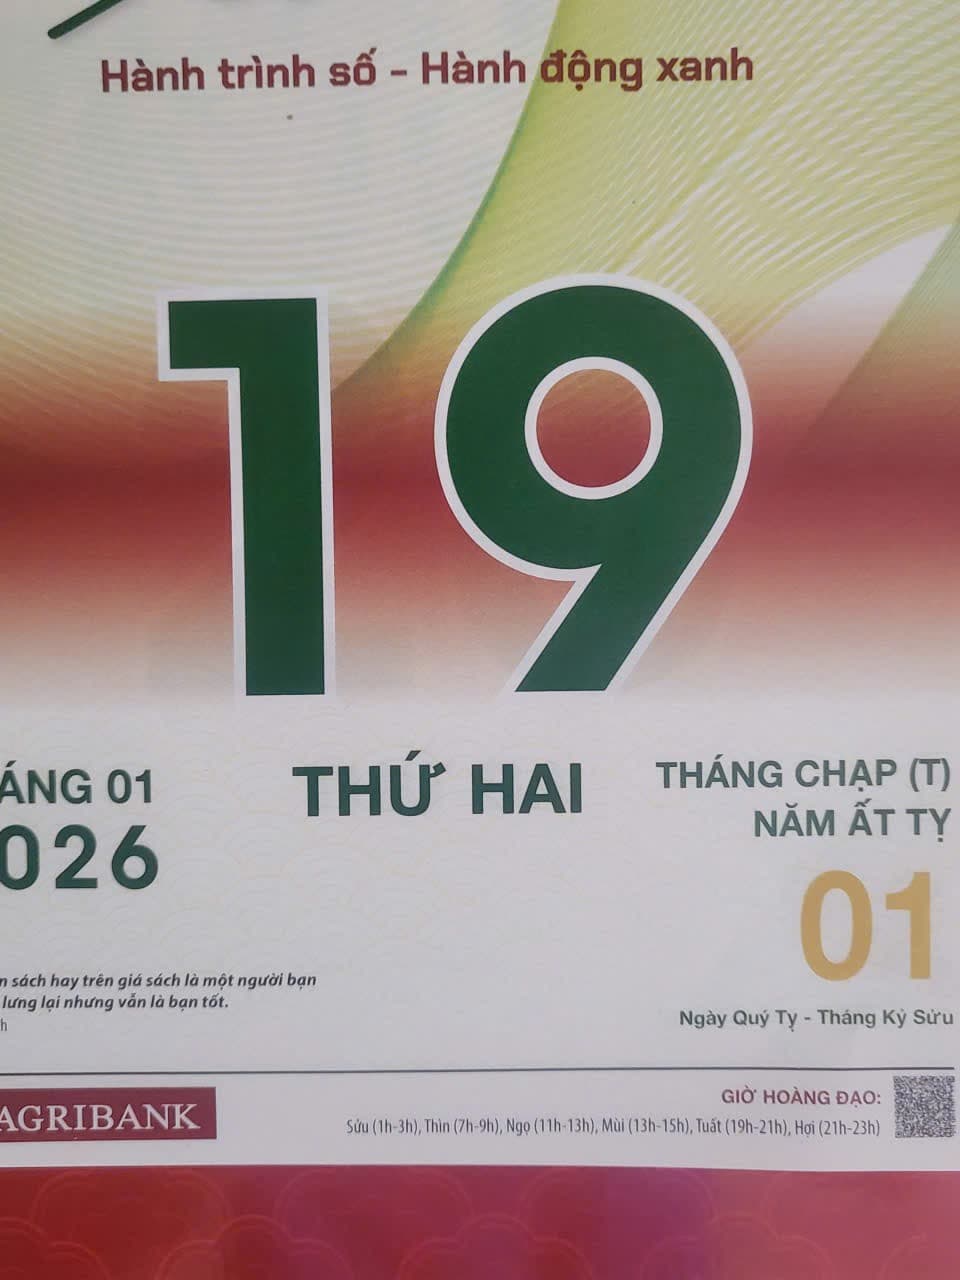 Hành trình số - Hành động xanh
19
ÁNG 01
026
THỨ HAI
THÁNG CHẠP (T)
NĂM ẤT TỴ
01
Ngày Quý Tỵ - Tháng Kỷ Sửu
n sách hay trên giá sách là một người bạn
lưng lại nhưng vẫn là bạn tốt.
h
AGRIBANK
GIỜ HOÀNG ĐẠO:
Sửu (1h-3h), Thìn (7h-9h), Ngọ (11h-13h), Mùi (13h-15h), Tuất (19h-21h), Hợi (21h-23h)